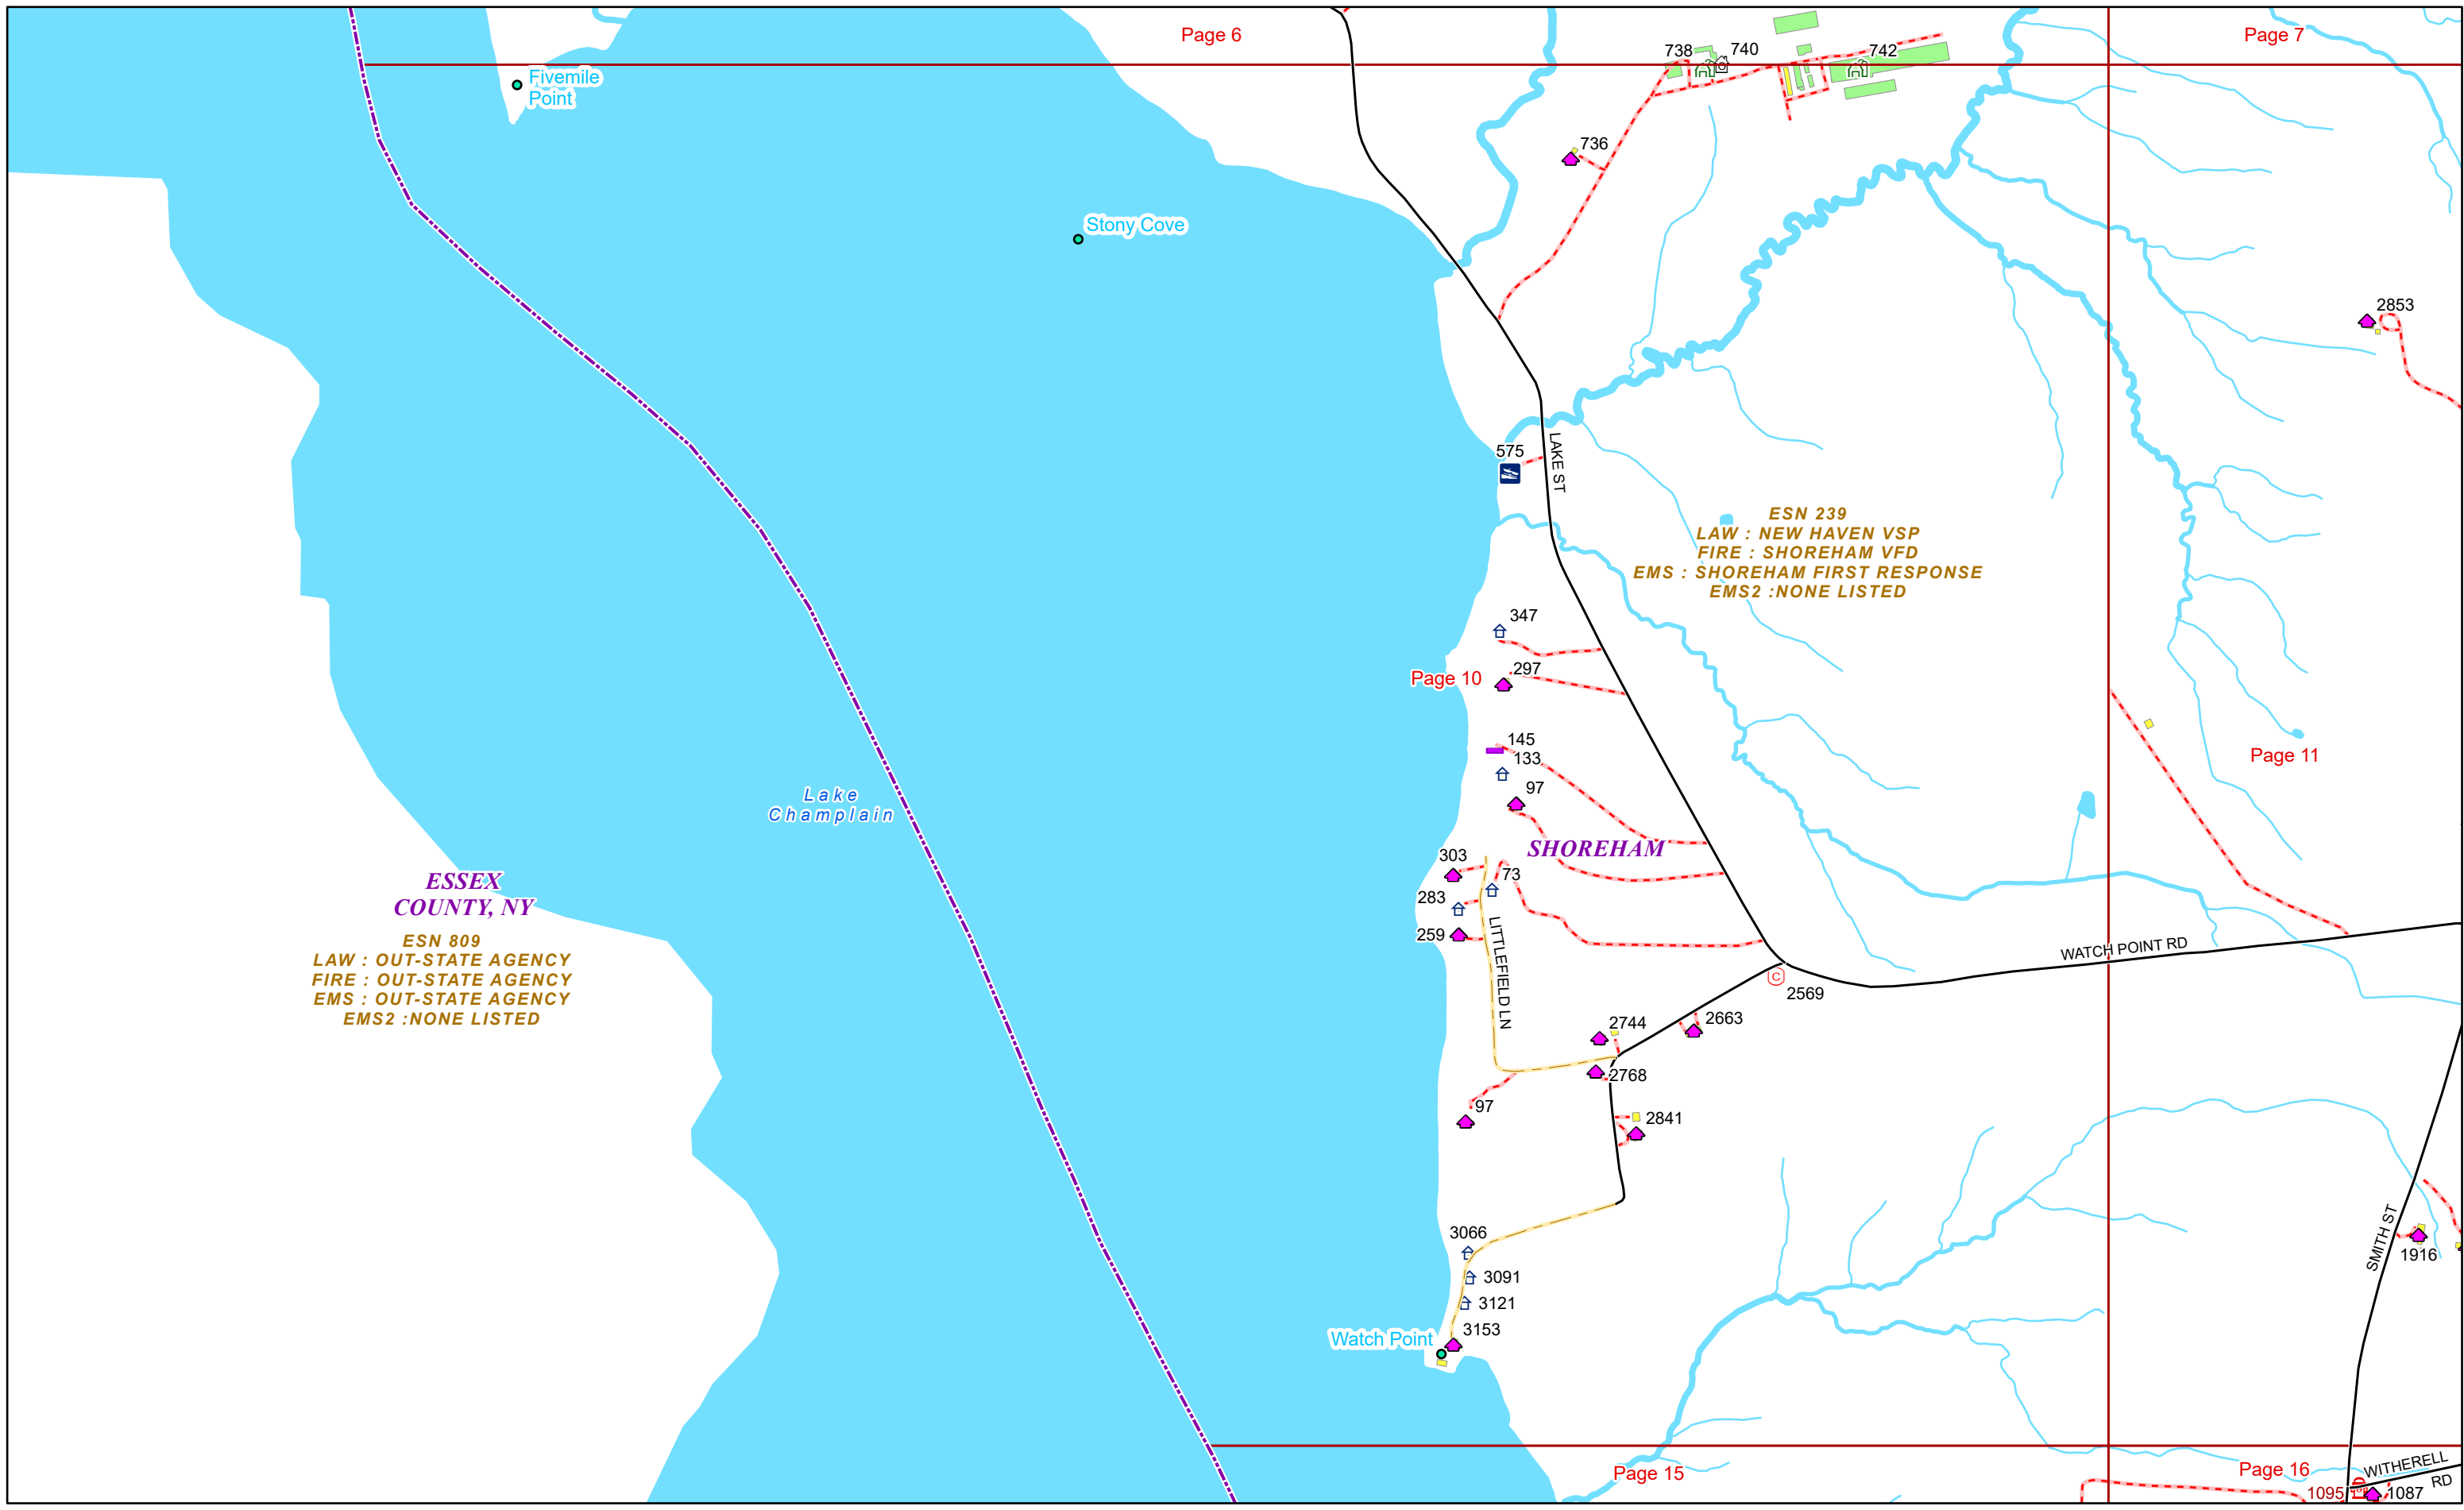 Page 6
Page 7
738
740
742
Fivemile
Point
736
Stony Cove
2853
575
LAKE ST
ESN 239
LAW : NEW HAVEN VSP
FIRE : SHOREHAM VFD
EMS : SHOREHAM FIRST RESPONSE
EMS2 :NONE LISTED
347
Page 10
297
145
133
97
Page 11
Lake
Champlain
SHOREHAM
303
73
283
259
LITTLEFIELD LN
ESSEX
COUNTY, NY
ESN 809
LAW : OUT-STATE AGENCY
FIRE : OUT-STATE AGENCY
EMS : OUT-STATE AGENCY
EMS2 :NONE LISTED
WATCH POINT RD
C
2569
2744
2663
2768
97
2841
3066
3091
3121
3153
Watch Point
SMITH ST
1916
Page 15
Page 16
WITHERELL
RD
1095
1087